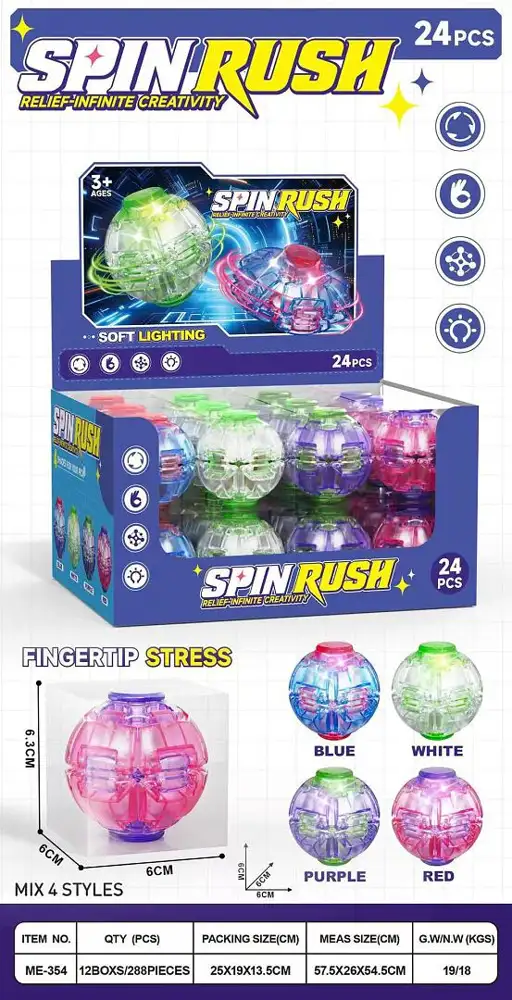 24PCS
SPIN RUSH
RELIEF-INFINITE CREATIVITY
3+
AGES
SPIN RUSH
RELIEF-INFINITE CREATIVITY
SOFT LIGHTING
24PCS
SPIN
RUSH
SPIN RUSH
RELIEF-INFINITE CREATIVITY
24
PCS
FINGERTIP STRESS
6.3CM
6CM
6CM
BLUE
WHITE
PURPLE
RED
6CM
6CM
6CM
MIX 4 STYLES
ITEM NO. QTY (PCS) PACKING SIZE(CM) MEAS SIZE(CM) G.W/N.W (KGS)
ME-354 12BOXS/288PIECES 25X19X13.5CM 57.5X26X54.5CM 19/18